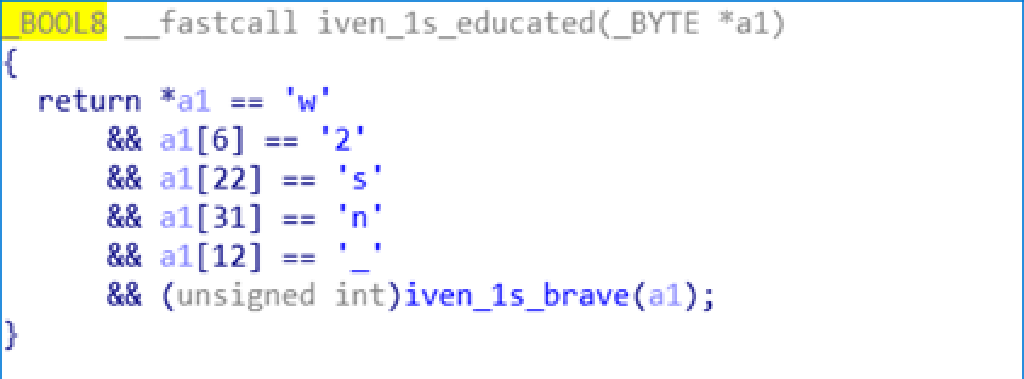 _BOOL8 __fastcall iven_1s_educated(_BYTE *a1)
{
  return *a1 == 'w'
      && a1[6] == '2'
      && a1[22] == 's'
      && a1[31] == 'n'
      && a1[12] == '_'
      && (unsigned int)iven_1s_brave(a1);
}